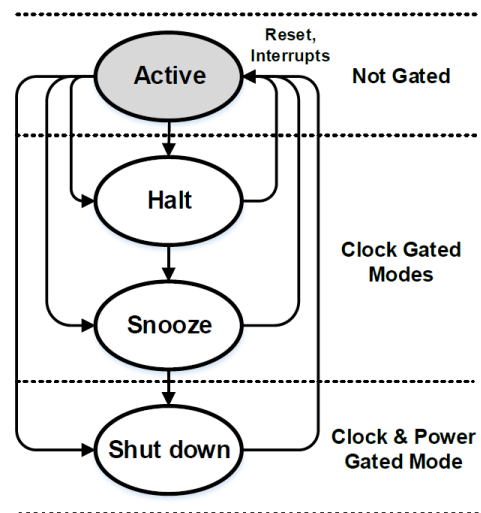 Reset,
Interrupts
Active
Not Gated
Halt
Clock Gated
Modes
Snooze
Clock & Power
Gated Mode
Shut down